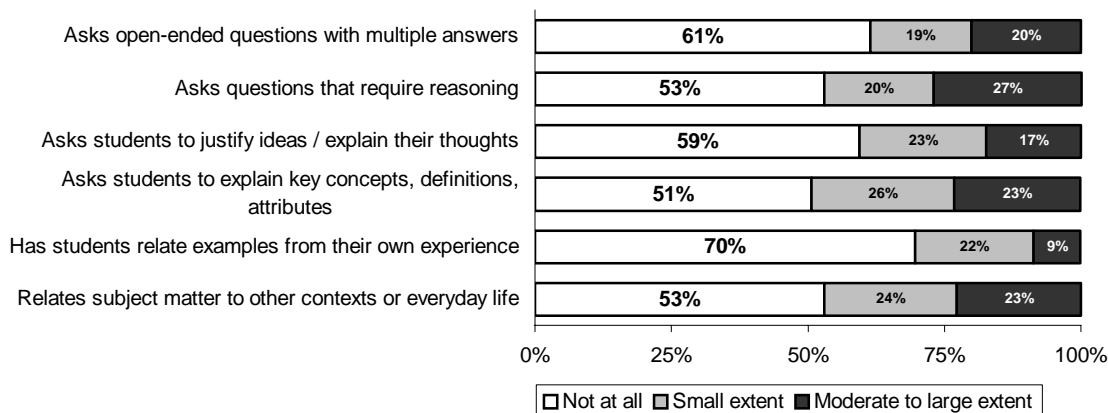 Asks open-ended questions with multiple answers 61% 19% 20%
Asks questions that require reasoning 53% 20% 27%
Asks students to justify ideas / explain their thoughts 59% 23% 17%
Asks students to explain key concepts, definitions,
attributes 51% 26% 23%
Has students relate examples from their own experience 70% 22% 9%
Relates subject matter to other contexts or everyday life 53% 24% 23%
0% 25% 50% 75% 100%
Not at all Small extent Moderate to large extent